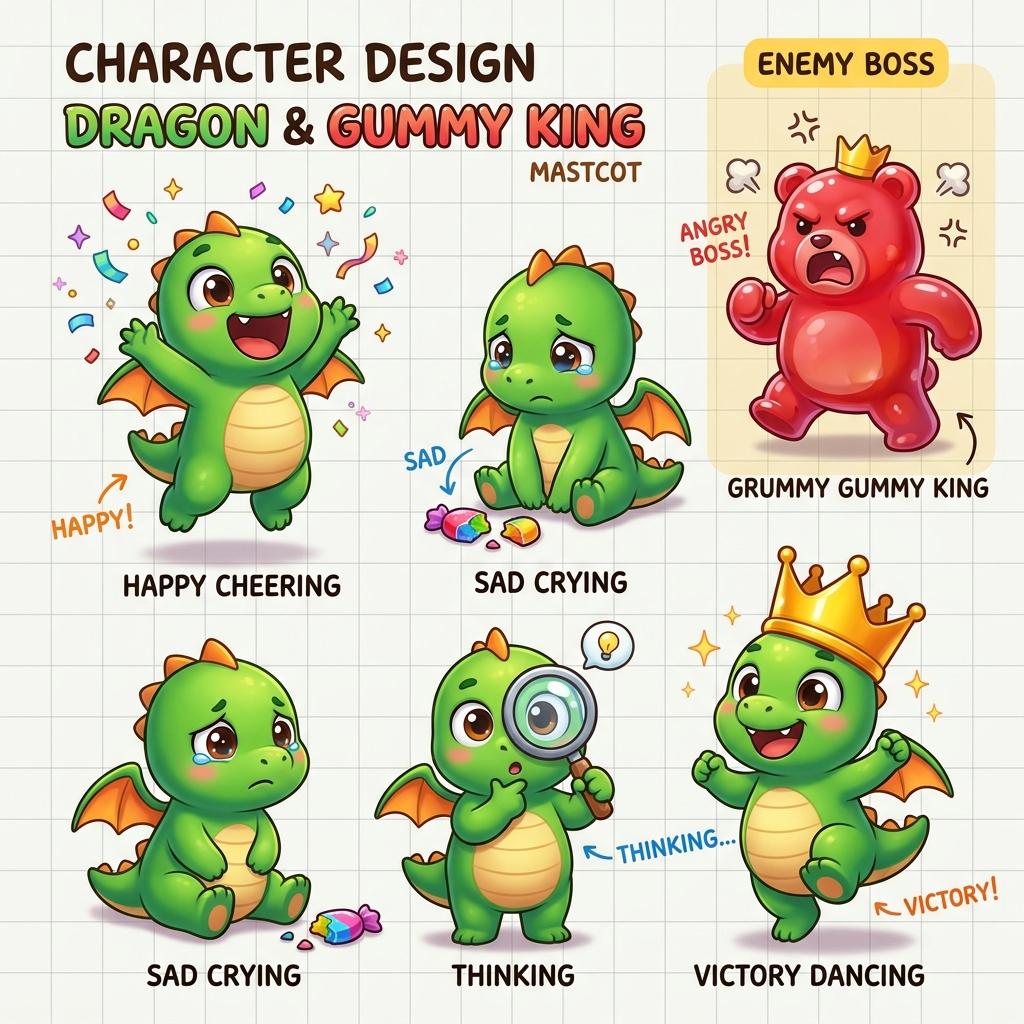 CHARACTER DESIGN
DRAGON & GUMMY KING
MASTCOT
ENEMY BOSS
ANGRY
BOSS!
GRUMMY GUMMY KING
HAPPY!
HAPPY CHEERING
SAD
SAD CRYING
SAD CRYING
THINKING...
THINKING
VICTORY!
VICTORY DANCING